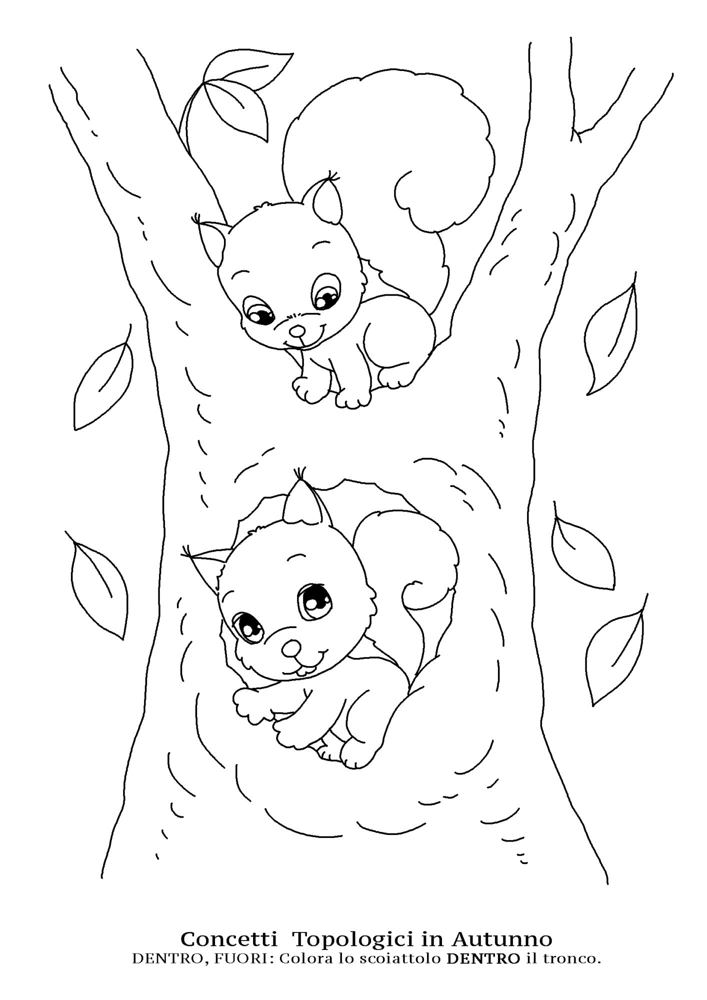 Concetti Topologici in Autunno
DENTRO, FUORI: Colora lo scoiattolo DENTRO il tronco.